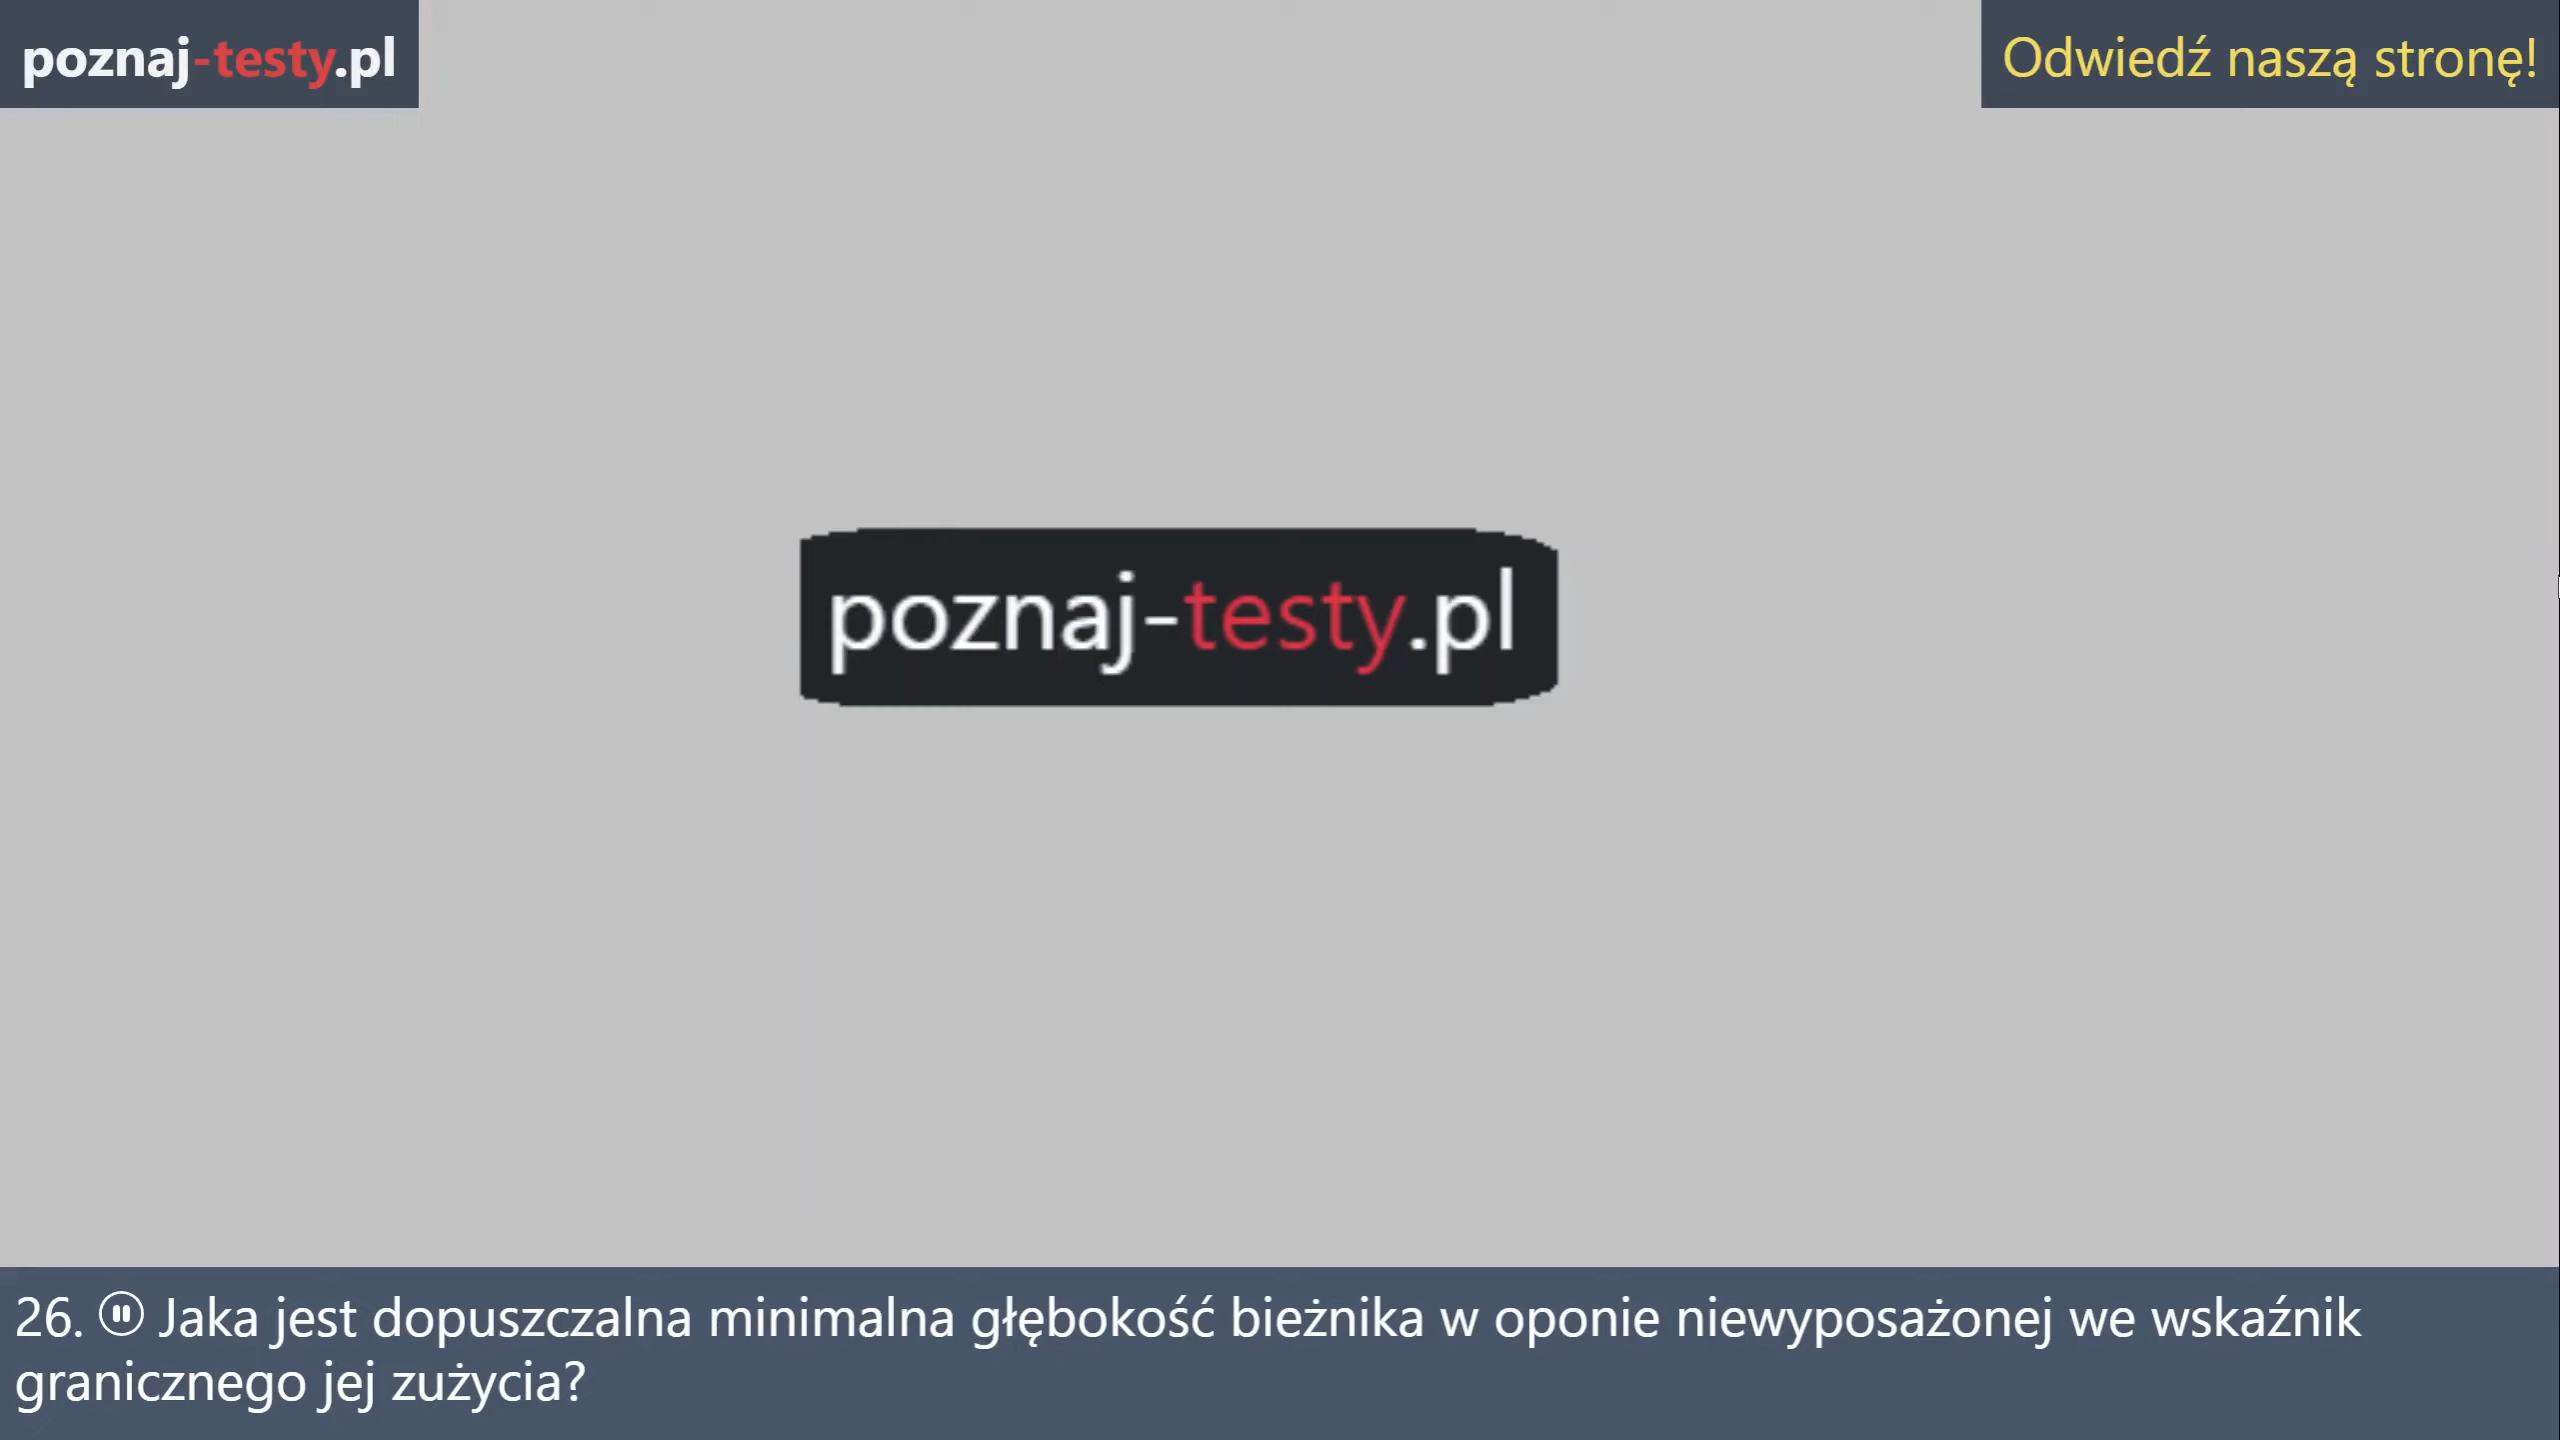 poznaj-testy.pl
Odwiedź naszą stronę!
poznaj-testy.pl
26. Jaka jest dopuszczalna minimalna głębokość bieżnika w oponie niewyposażonej we wskaźnik
granicznego jej zużycia?